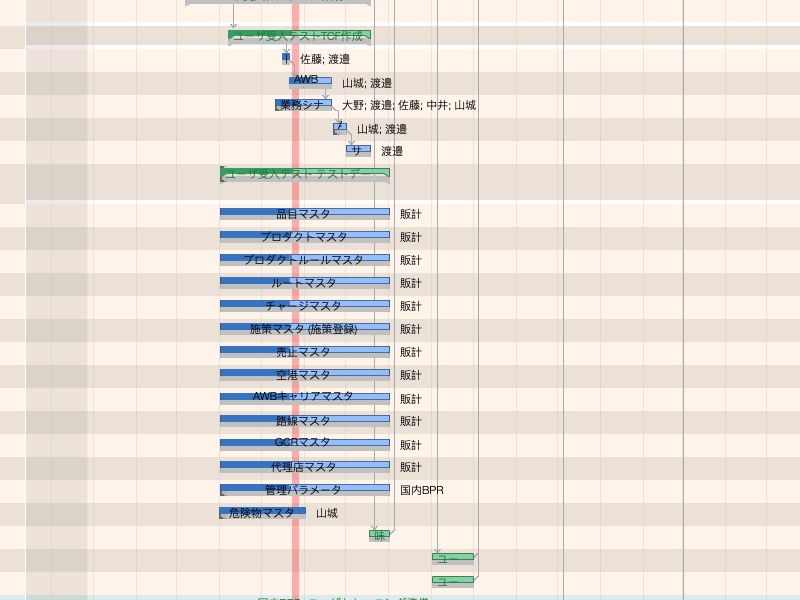 ユーザ受入テストTCF作成
佐藤; 渡邉
AWB 山城; 渡邉
業務シナ 大野; 渡邉; 佐藤; 中井; 山城
山城; 渡邉
サ 渡邉
ユーザ受入テスト テストデー
品目マスタ 販計
プロダクトマスタ 販計
プロダクトルールマスタ 販計
ルートマスタ 販計
チャージマスタ 販計
施策マスタ (施策登録) 販計
売止マスタ 販計
空港マスタ 販計
AWBキャリアマスタ 販計
路線マスタ 販計
GCRマスタ 販計
代理店マスタ 販計
管理パラメータ 国内BPR
危険物マスタ 山城
ユー
ユー